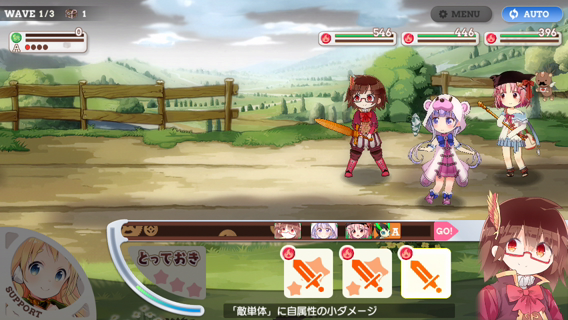 WAVE 1/3
1
MENU
AUTO
0
A
546
446
396
A
GO!
とっておき
SUPPORT
「敵単体」に自属性の小ダメージ